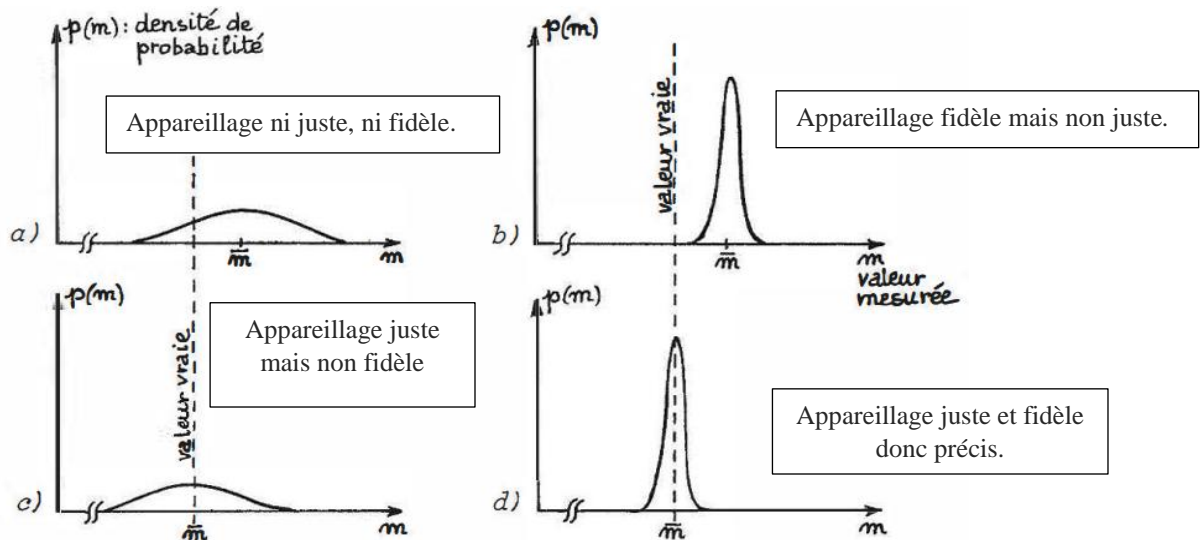 p(m): densité de
probabilité
Appareillage ni juste, ni fidèle.
a)
m̄
m
p(m)
valeur vraie
Appareillage fidèle mais non juste.
b)
m̄
m
valeur
mesurée
p(m)
valeur vraie
Appareillage juste
mais non fidèle
c)
m̄
m
p(m)
Appareillage juste et fidèle
donc précis.
d)
m̄
m